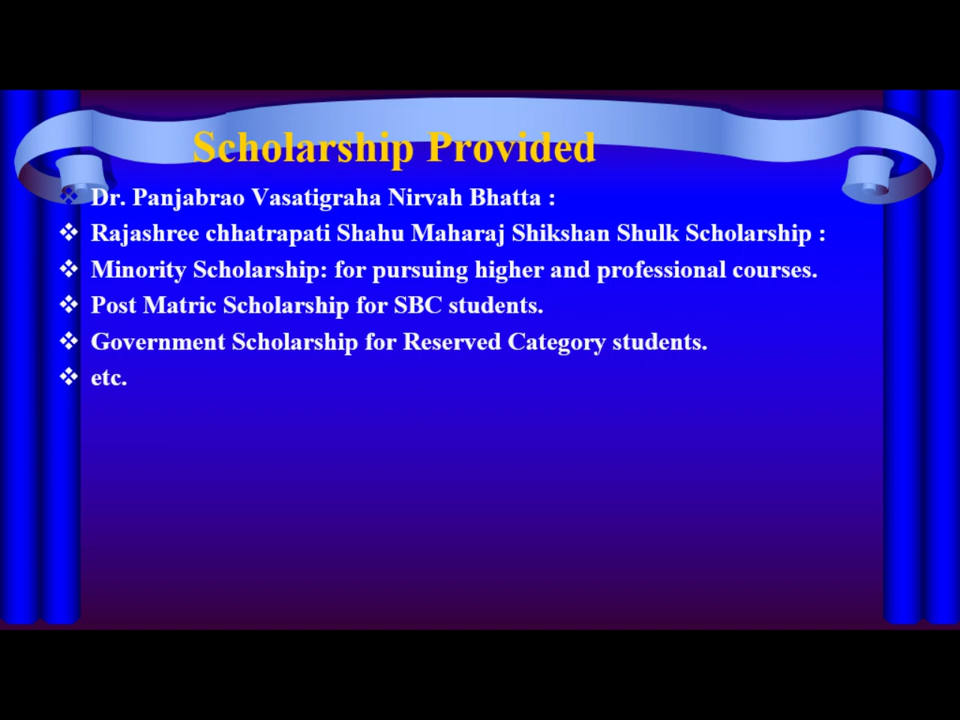 Scholarship Provided
❖ Dr. Panjabrao Vasatigraha Nirvah Bhatta :
❖ Rajashree chhatrapati Shahu Maharaj Shikshan Shulk Scholarship :
❖ Minority Scholarship: for pursuing higher and professional courses.
❖ Post Matric Scholarship for SBC students.
❖ Government Scholarship for Reserved Category students.
❖ etc.